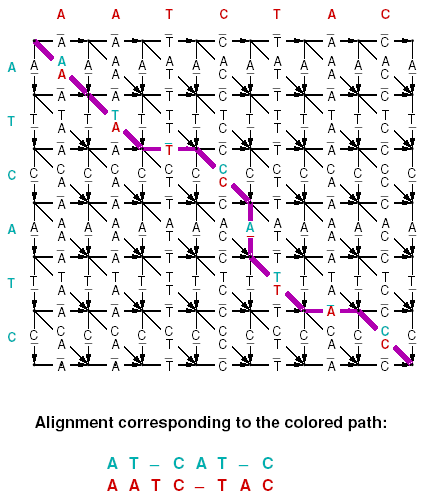 A A T C T A C
– – – – – – –
A A T C T A C
A A A A A A A A A A A A A A A
– A – A – T – C – T – A – C –
– – – – – – –
A A T C T A C
T T T T T T T T T T T T T T T
– A – A – T – C – T – A – C –
– – – – – – –
A A T C T A C
C C C C C C C C C C C C C C C
– A – A – T – C – T – A – C –
– – – – – – –
A A T C T A C
A A A A A A A A A A A A A A A
– A – A – T – C – T – A – C –
– – – – – – –
A A T C T A C
T T T T T T T T T T T T T T T
– A – A – T – C – T – A – C –
– – – – – – –
A A T C T A C
C C C C C C C C C C C C C C C
– A – A – T – C – T – A – C –
– – – – – – –
A A T C T A C
A
T
C
A
T
C
Alignment corresponding to the colored path:
A T – C A T – C
A A T C – T A C